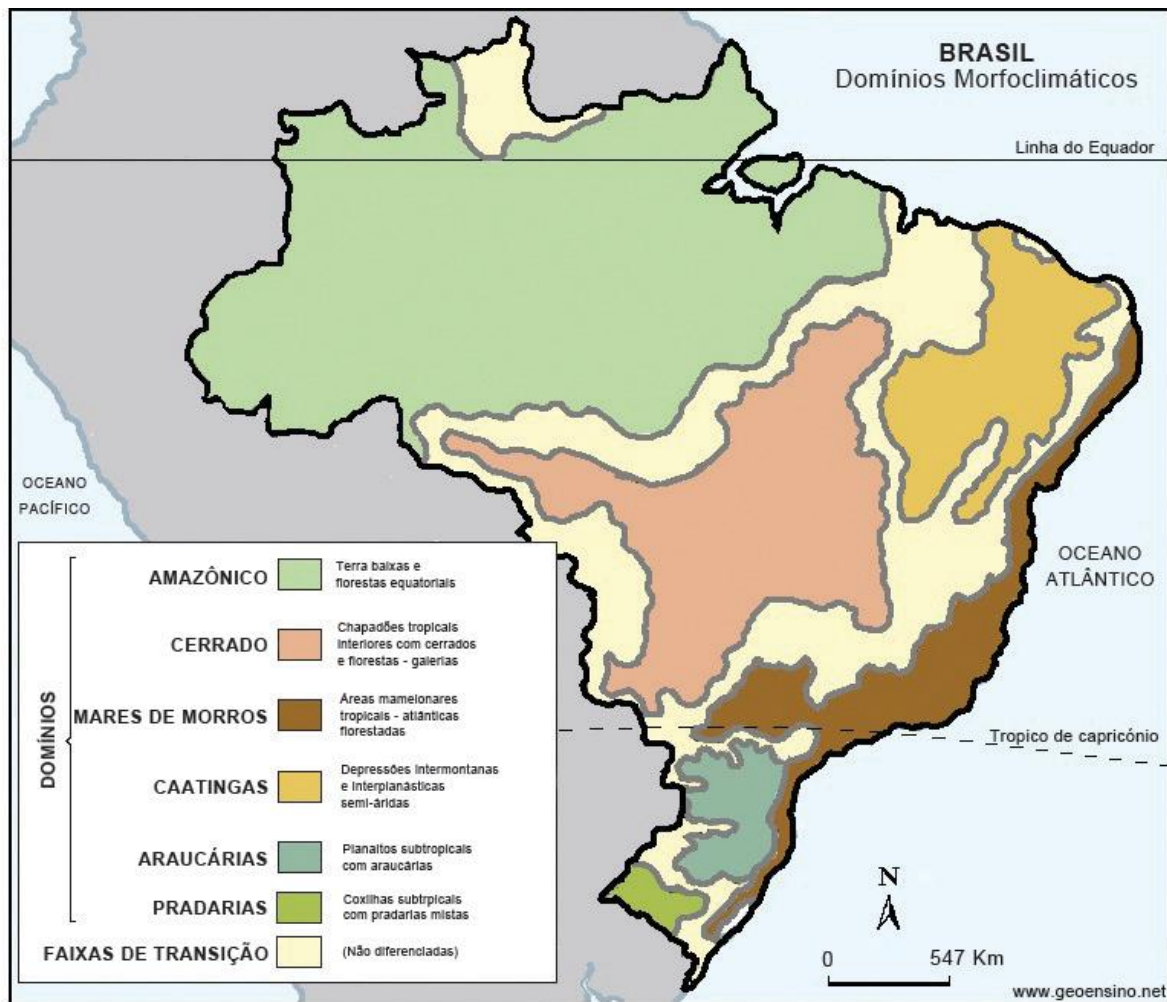 BRASIL
Domínios Morfoclimáticos
Linha do Equador
OCEANO
PACÍFICO
OCEANO
ATLÂNTICO
Tropico de capricónio
DOMÍNIOS
AMAZÔNICO
Terra baixas e
florestas equatoriais
CERRADO
Chapadões tropicais
interiores com cerrados
e florestas - galerias
MARES DE MORROS
Áreas mamelonares
tropicais - atlânticas
florestadas
CAATINGAS
Depressões Intermontana
e Interplanásticas
semi-áridas
ARAUCÁRIAS
Planaltos subtropicais
com araucárias
PRADARIAS
Coxilhas subtrpicais
com pradarias mistas
FAIXAS DE TRANSIÇÃO
(Não diferenciadas)
N
0 547 Km
www.geoensino.net